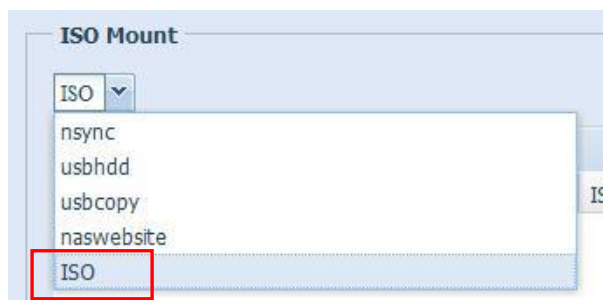 ISO Mount
ISO
nsync
usbhdd
usbcopy
naswebsite
ISO